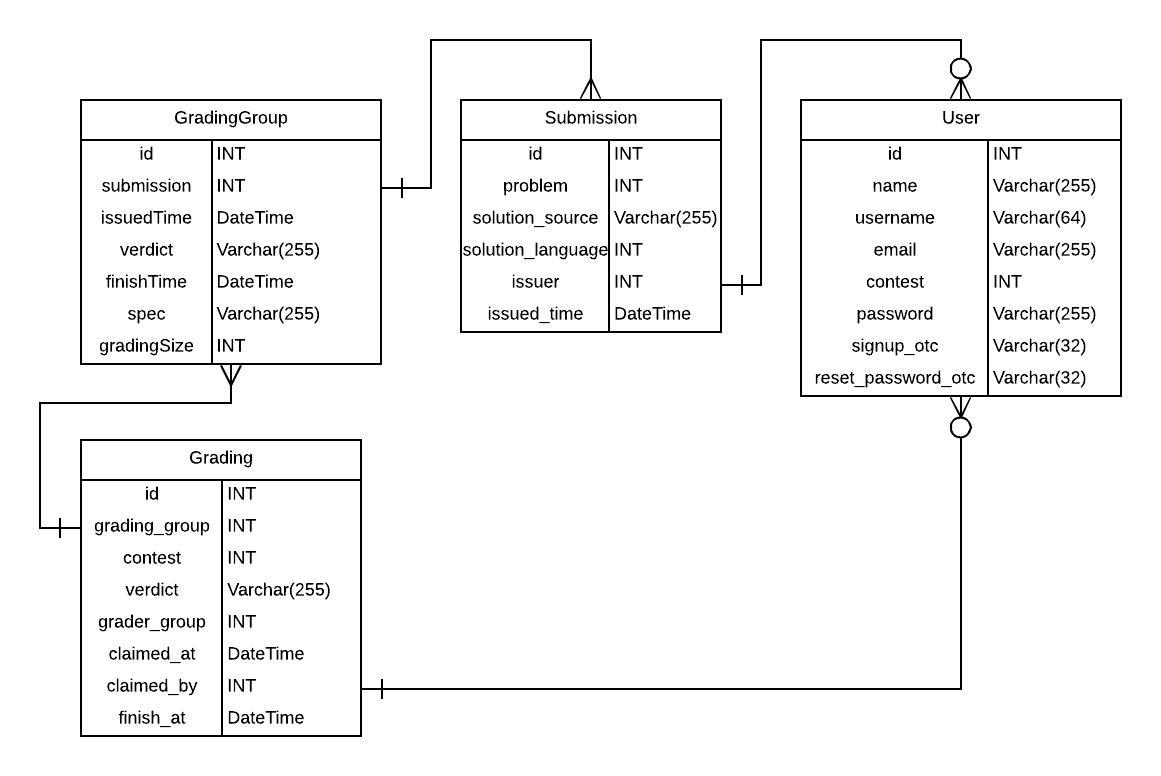 GradingGroup
id INT
submission INT
issuedTime DateTime
verdict Varchar(255)
finishTime DateTime
spec Varchar(255)
gradingSize INT
Submission
id INT
problem INT
solution_source Varchar(255)
solution_language INT
issuer INT
issued_time DateTime
User
id INT
name Varchar(255)
username Varchar(64)
email Varchar(255)
contest INT
password Varchar(255)
signup_otc Varchar(32)
reset_password_otc Varchar(32)
Grading
id INT
grading_group INT
contest INT
verdict Varchar(255)
grader_group INT
claimed_at DateTime
claimed_by INT
finish_at DateTime